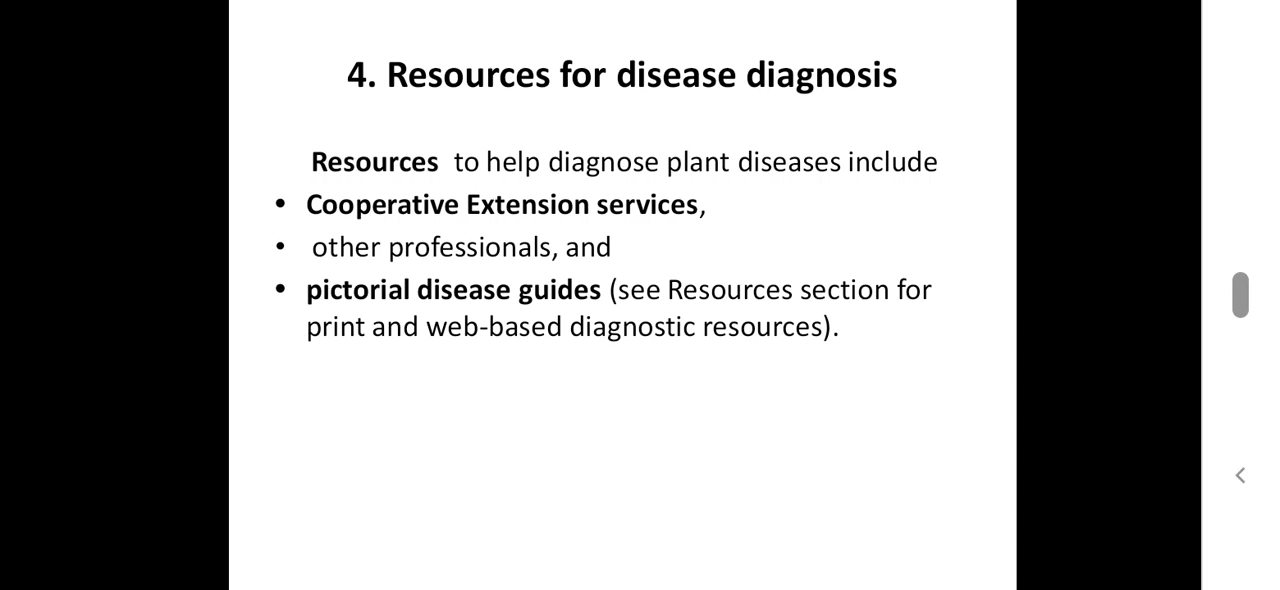 4. Resources for disease diagnosis
Resources to help diagnose plant diseases include
• Cooperative Extension services,
• other professionals, and
• pictorial disease guides (see Resources section for
print and web-based diagnostic resources).